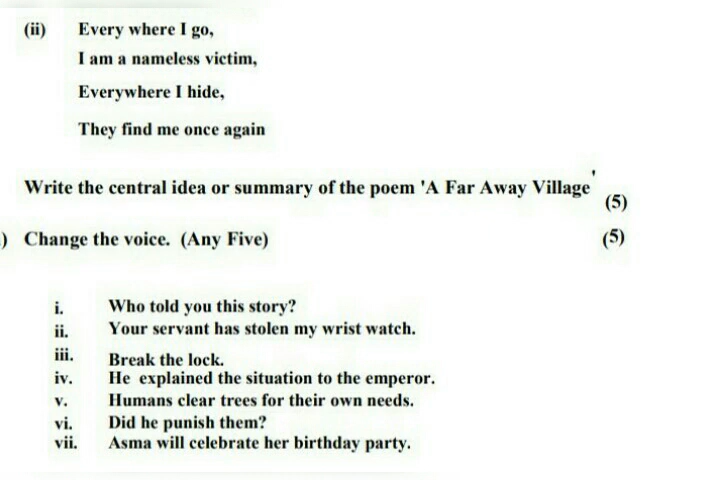 (ii) Every where I go,
I am a nameless victim,
Everywhere I hide,
They find me once again
Write the central idea or summary of the poem 'A Far Away Village'
(5)
) Change the voice. (Any Five) (5)
i. Who told you this story?
ii. Your servant has stolen my wrist watch.
iii. Break the lock.
iv. He explained the situation to the emperor.
v. Humans clear trees for their own needs.
vi. Did he punish them?
vii. Asma will celebrate her birthday party.